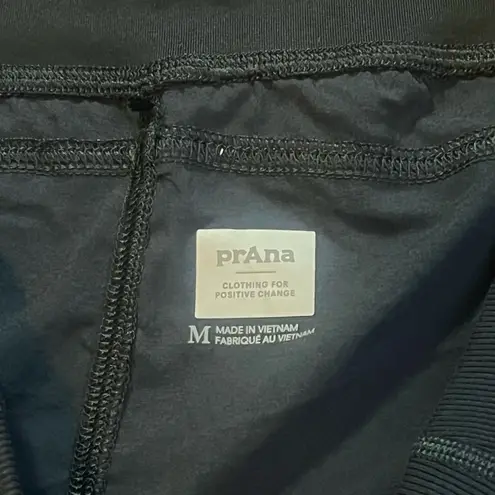 prAna
CLOTHING FOR
POSITIVE CHANGE
M MADE IN VIETNAM
FABRIQUÉ AU VIETNAM